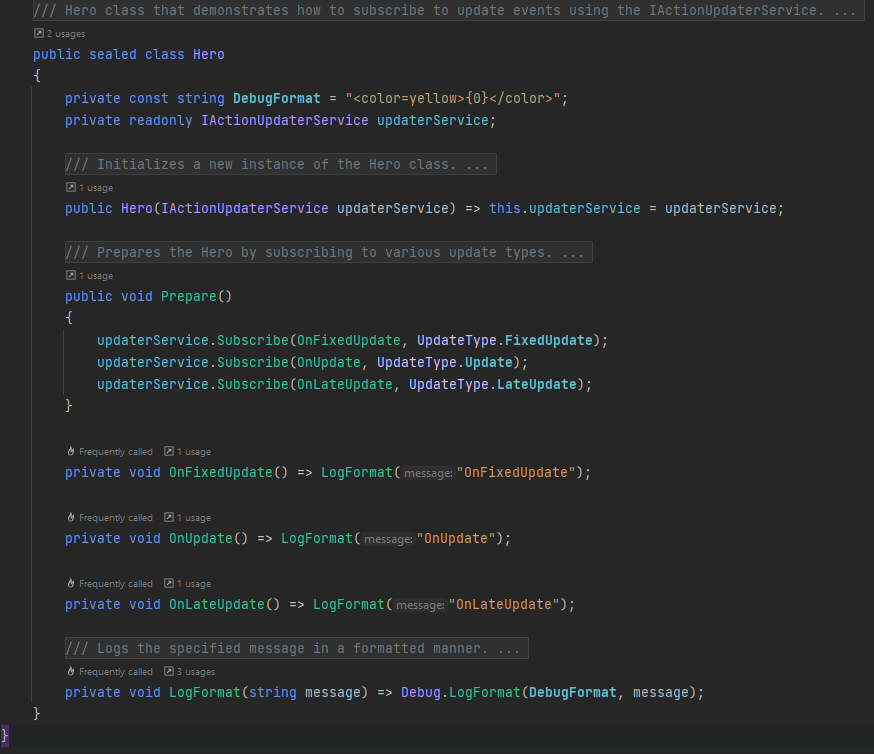 /// Hero class that demonstrates how to subscribe to update events using the IActionUpdaterService. ...
2 usages
public sealed class Hero
{
private const string DebugFormat = "<color=yellow>{0}</color>";
private readonly IActionUpdaterService updaterService;
/// Initializes a new instance of the Hero class. ...
1 usage
public Hero(IActionUpdaterService updaterService) => this.updaterService = updaterService;
/// Prepares the Hero by subscribing to various update types. ...
1 usage
public void Prepare()
{
updaterService.Subscribe(OnFixedUpdate, UpdateType.FixedUpdate);
updaterService.Subscribe(OnUpdate, UpdateType.Update);
updaterService.Subscribe(OnLateUpdate, UpdateType.LateUpdate);
}
Frequently called 1 usage
private void OnFixedUpdate() => LogFormat( message: "OnFixedUpdate");
Frequently called 1 usage
private void OnUpdate() => LogFormat( message: "OnUpdate");
Frequently called 1 usage
private void OnLateUpdate() => LogFormat( message: "OnLateUpdate");
/// Logs the specified message in a formatted manner. ...
Frequently called 3 usages
private void LogFormat(string message) => Debug.LogFormat(DebugFormat, message);
}
}